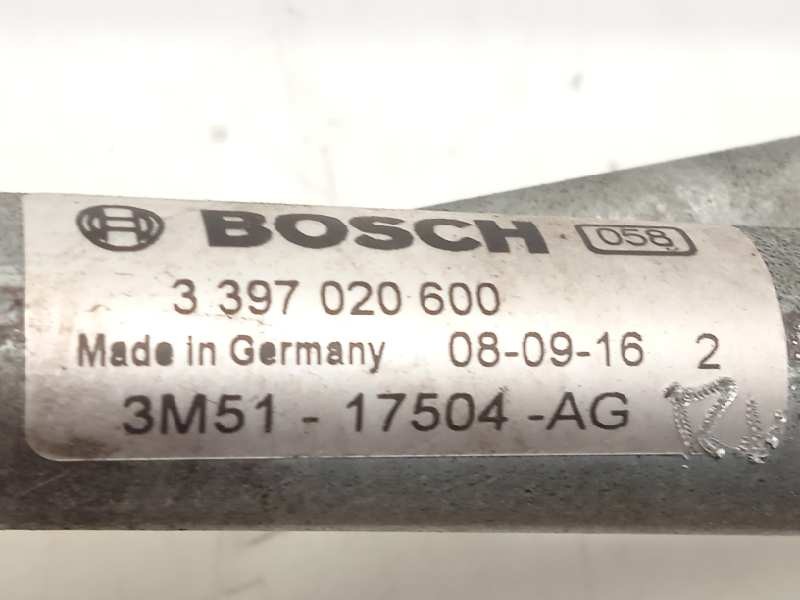 BOSCH 058
3 397 020 600
Made in Germany 08-09-16 2
3M51 - 17504 -AG